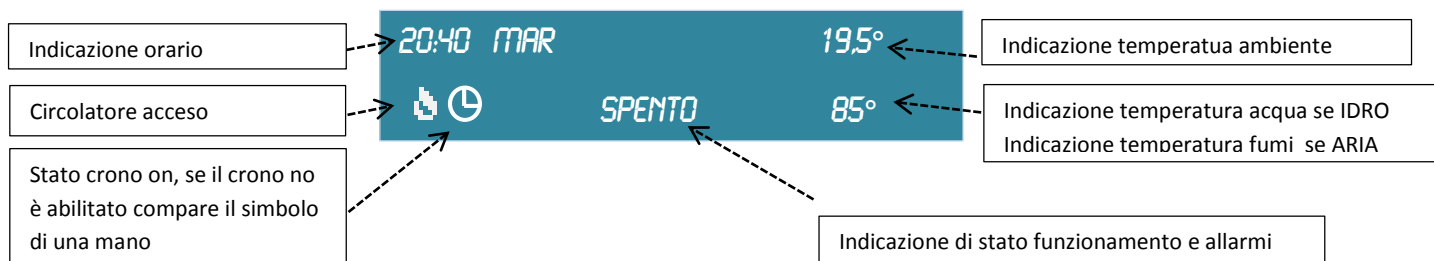 Indicazione orario
20:40 MAR
19,5°
Indicazione temperatua ambiente
Circolatore acceso
SPENTO
85°
Indicazione temperatura acqua se IDRO
Indicazione temperatura fumi se ARIA
Stato crono on, se il crono no
è abilitato compare il simbolo
di una mano
Indicazione di stato funzionamento e allarmi